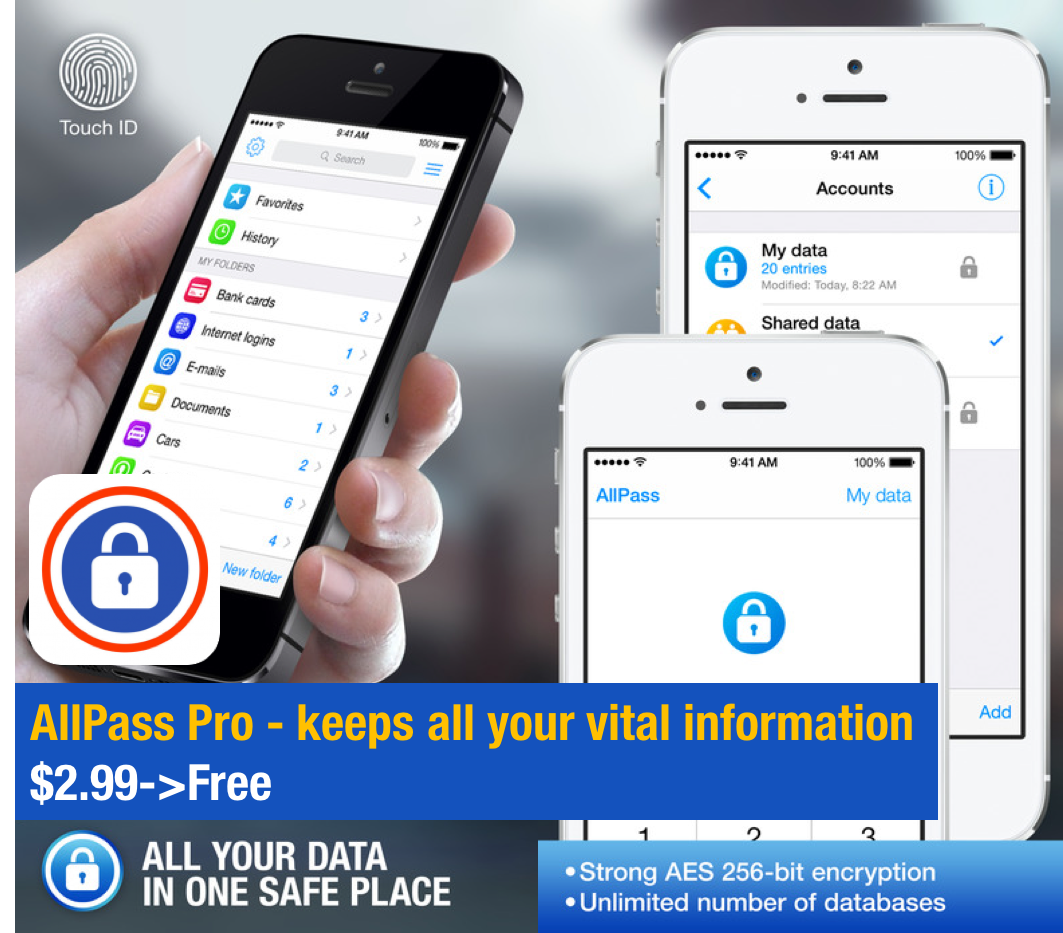 Touch ID
9:41 AM
100%
Search
Favorites
History
MY FOLDERS
Bank cards
3
Internet logins
1
E-mails
3
Documents
1
Cars
2
6
4
New folder
9:41 AM
100%
Accounts
i
My data
20 entries
Modified: Today, 8:22 AM
Shared data
Add
9:41 AM
100%
AllPass
My data
1 2 3
AllPass Pro - keeps all your vital information
$2.99->Free
ALL YOUR DATA
IN ONE SAFE PLACE
• Strong AES 256-bit encryption
• Unlimited number of databases